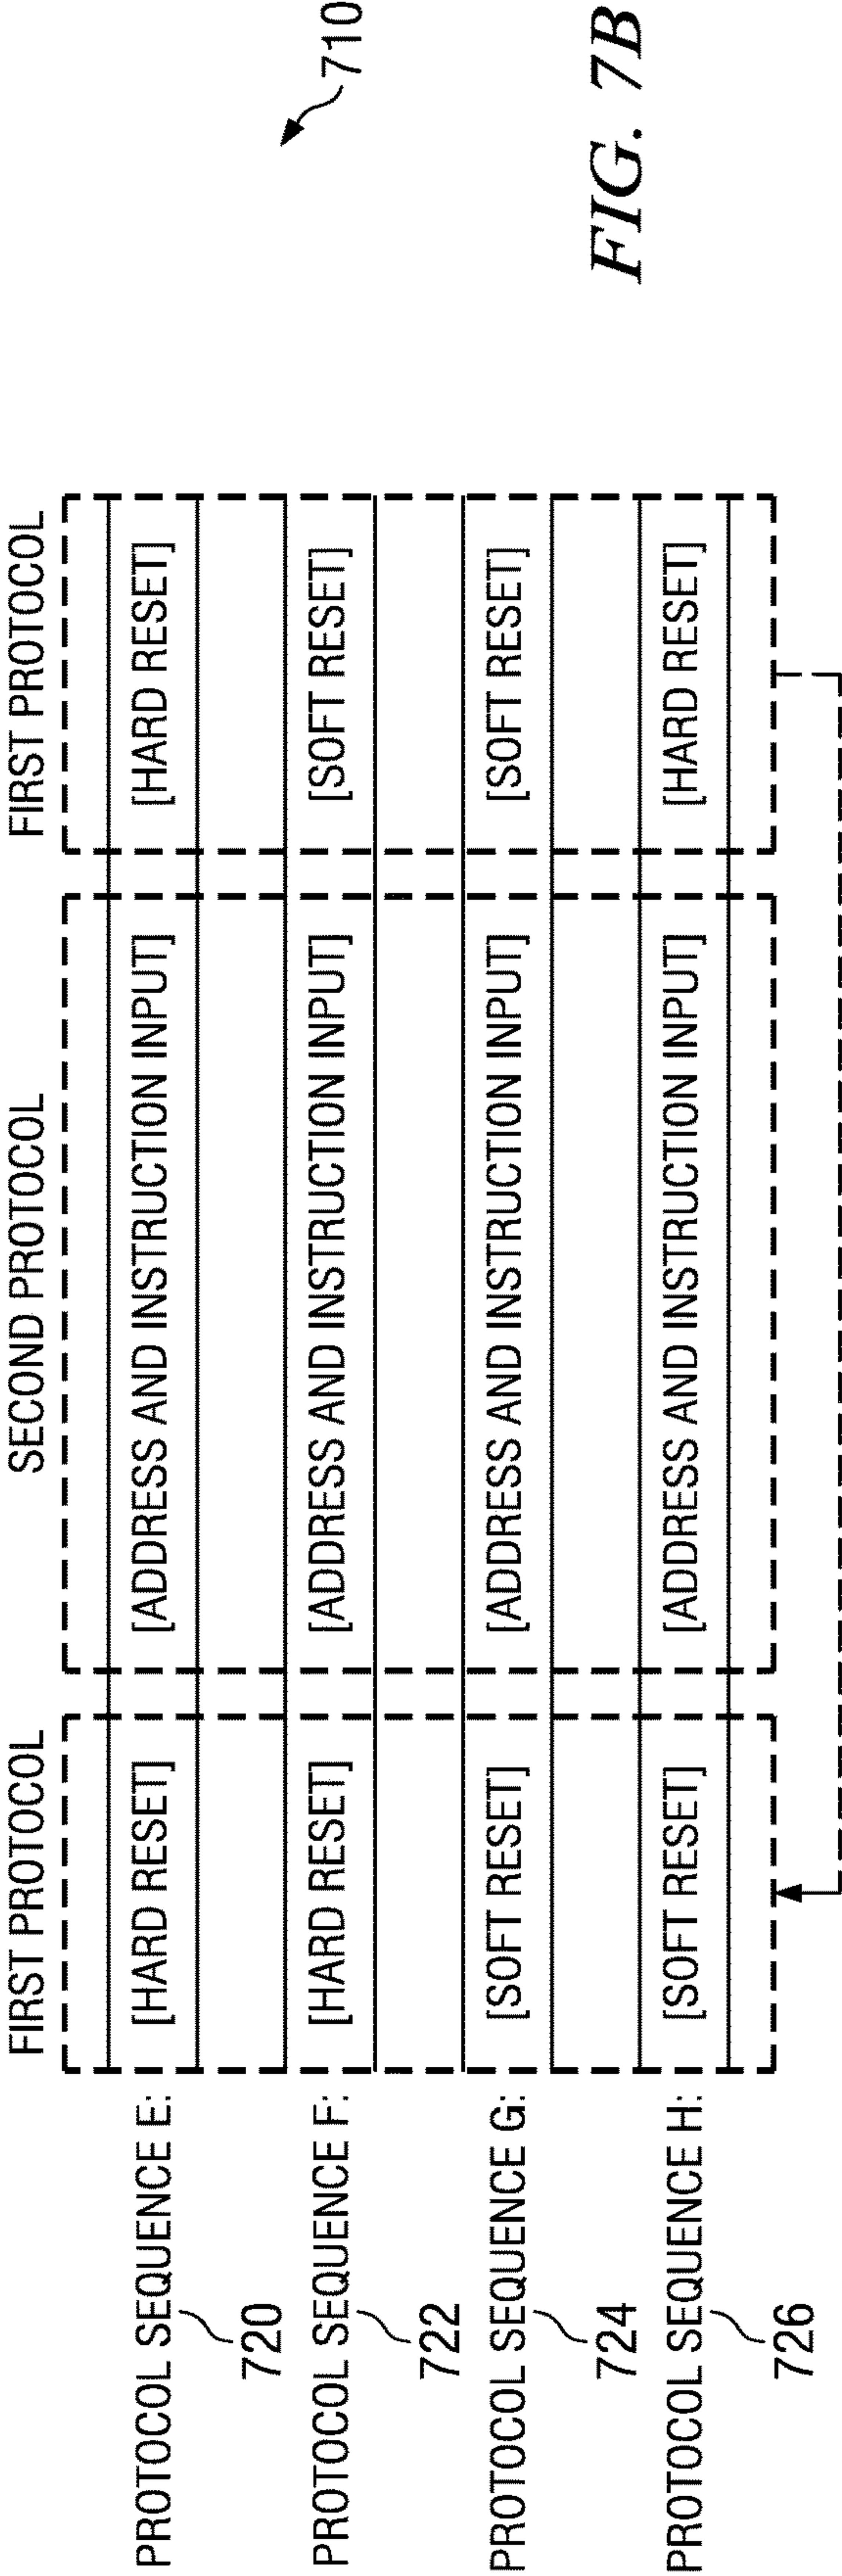 FIRST PROTOCOL SECOND PROTOCOL FIRST PROTOCOL
PROTOCOL SEQUENCE E: [HARD RESET] [ADDRESS AND INSTRUCTION INPUT] [HARD RESET]
720
PROTOCOL SEQUENCE F: [HARD RESET] [ADDRESS AND INSTRUCTION INPUT] [SOFT RESET]
722
PROTOCOL SEQUENCE G: [SOFT RESET] [ADDRESS AND INSTRUCTION INPUT] [SOFT RESET]
724
PROTOCOL SEQUENCE H: [SOFT RESET] [ADDRESS AND INSTRUCTION INPUT] [HARD RESET]
726
710
FIG. 7B